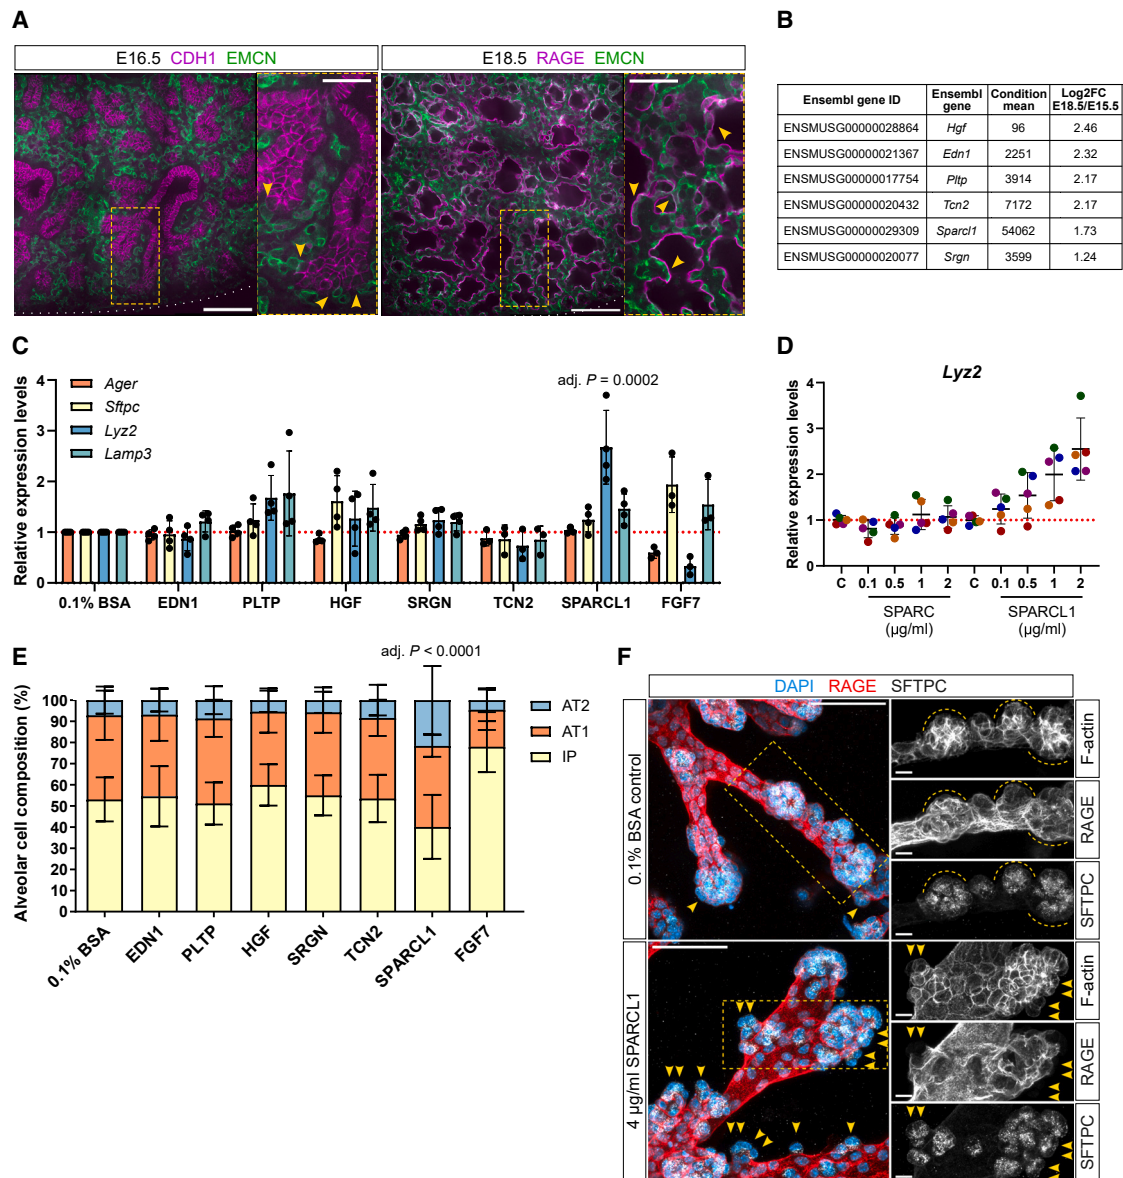 A
E16.5 CDH1 EMCN
E18.5 RAGE EMCN
B
Ensembl gene ID Ensembl gene Condition mean Log2FC E18.5/E15.5
ENSMUSG00000028864 Hgf 96 2.46
ENSMUSG00000021367 Edn1 2251 2.32
ENSMUSG00000017754 Pltp 3914 2.17
ENSMUSG00000020432 Tcn2 7172 2.17
ENSMUSG00000029309 Sparcl1 54062 1.73
ENSMUSG00000020077 Srgn 3599 1.24
C
Relative expression levels
4
3
2
1
0
Ager
Sftpc
Lyz2
Lamp3
adj. P = 0.0002
0.1% BSA EDN1 PLTP HGF SRGN TCN2 SPARCL1 FGF7
D
Lyz2
Relative expression levels
4
3
2
1
0
C 0.1 0.5 1 2 C 0.1 0.5 1 2
SPARC SPARCL1
(µg/ml) (µg/ml)
E
adj. P < 0.0001
Alveolar cell composition (%)
100
90
80
70
60
50
40
30
20
10
0
AT2
AT1
IP
0.1% BSA EDN1 PLTP HGF SRGN TCN2 SPARCL1 FGF7
F
DAPI RAGE SFTPC
0.1% BSA control
F-actin
RAGE
SFTPC
4 µg/ml SPARCL1
F-actin
RAGE
SFTPC